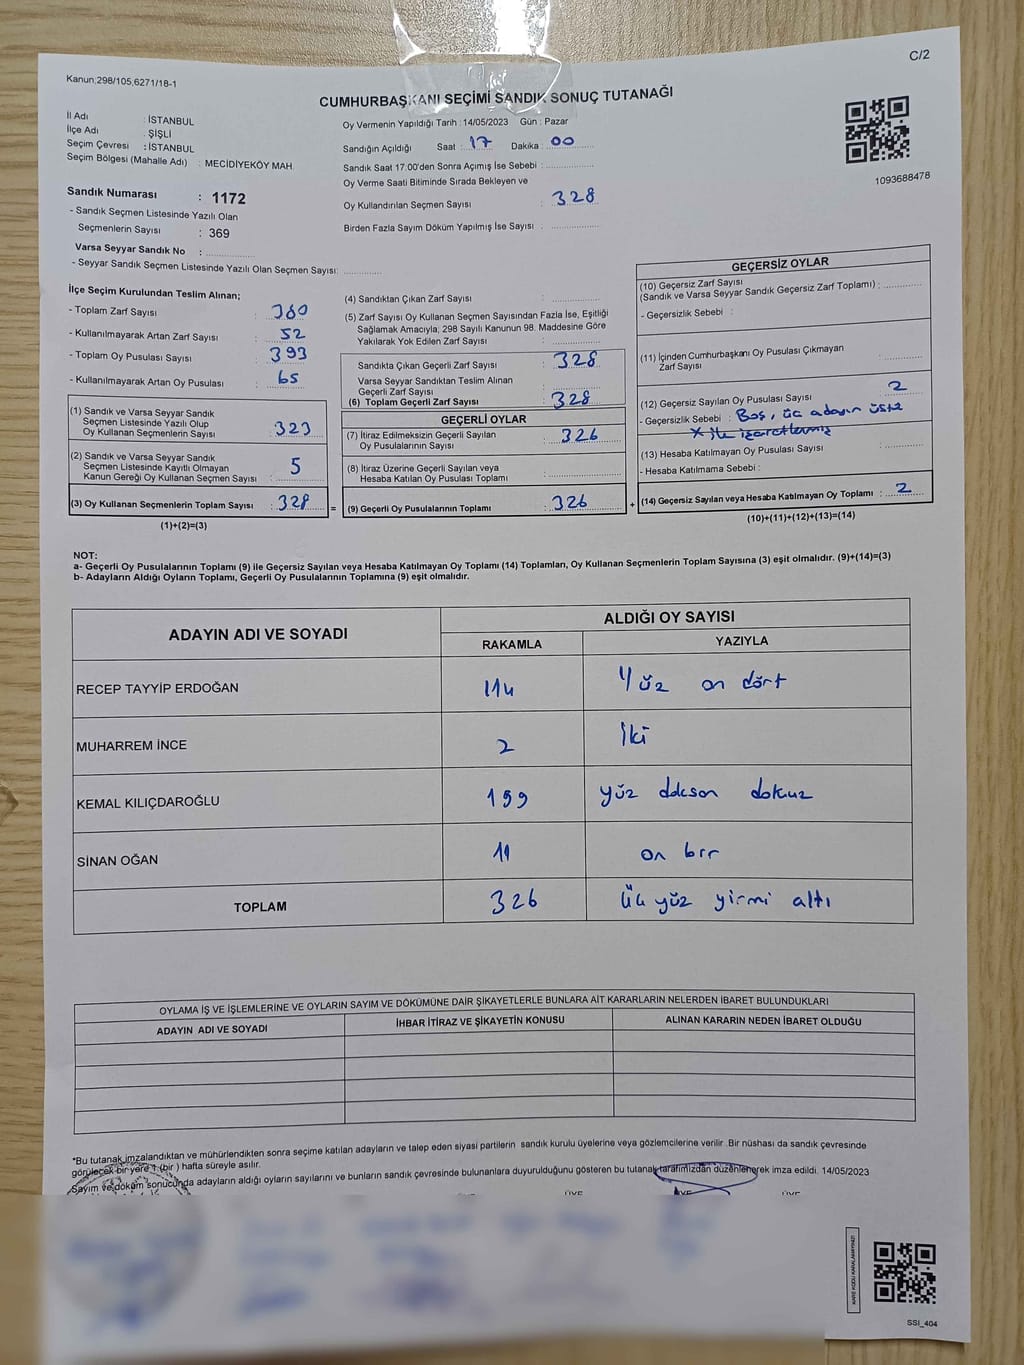 C/2
Kanun;298/105,6271/18-1
CUMHURBAŞKANI SEÇİMİ SANDIK SONUÇ TUTANAĞI
İl Adı : İSTANBUL
İlçe Adı : ŞİŞLİ
Seçim Çevresi : İSTANBUL
Seçim Bölgesi (Mahalle Adı) : MECİDİYEKÖY MAH.
Sandık Numarası : 1172
- Sandık Seçmen Listesinde Yazılı Olan
Seçmenlerin Sayısı : 369
Varsa Seyyar Sandık No :
- Seyyar Sandık Seçmen Listesinde Yazılı Olan Seçmen Sayısı:
Oy Vermenin Yapıldığı Tarih : 14/05/2023 Gün : Pazar
Sandığın Açıldığı Saat : 17 Dakika : 00
Sandık Saat 17.00'den Sonra Açımış İse Sebebi :
Oy Verme Saati Bitiminde Sırada Bekleyen ve
Oy Kullandırılan Seçmen Sayısı : 328
Birden Fazla Sayım Döküm Yapılmış İse Sayısı :
1093688478
İlçe Seçim Kurulundan Teslim Alınan;
- Toplam Zarf Sayısı : 380
- Kullanılmayarak Artan Zarf Sayısı : 52
- Toplam Oy Pusulası Sayısı : 393
- Kullanılmayarak Artan Oy Pusulası : 65
(1) Sandık ve Varsa Seyyar Sandık
Seçmen Listesinde Yazılı Olup
Oy Kullanan Seçmenlerin Sayısı : 323
(2) Sandık ve Varsa Seyyar Sandık
Seçmen Listesinde Kayıtlı Olmayan
Kanun Gereği Oy Kullanan Seçmen Sayısı : 5
(3) Oy Kullanan Seçmenlerin Toplam Sayısı : 328 =
(1)+(2)=(3)
(4) Sandıktan Çıkan Zarf Sayısı :
(5) Zarf Sayısı Oy Kullanan Seçmen Sayısından Fazla İse, Eşitliği
Sağlamak Amacıyla; 298 Sayılı Kanunun 98. Maddesine Göre
Yakılarak Yok Edilen Zarf Sayısı :
Sandıkta Çıkan Geçerli Zarf Sayısı : 328
Varsa Seyyar Sandıktan Teslim Alınan
Geçerli Zarf Sayısı :
(6) Toplam Geçerli Zarf Sayısı : 328
GEÇERLİ OYLAR
(7) İtiraz Edilmeksizin Geçerli Sayılan
Oy Pusulalarının Sayısı : 326
(8) İtiraz Üzerine Geçerli Sayılan veya
Hesaba Katılan Oy Pusulası Toplamı :
(9) Geçerli Oy Pusulalarının Toplamı : 326 +
GEÇERSİZ OYLAR
(10) Geçersiz Zarf Sayısı
(Sandık ve Varsa Seyyar Sandık Geçersiz Zarf Toplamı) :
- Geçersizlik Sebebi :
(11) İçinden Cumhurbaşkanı Oy Pusulası Çıkmayan
Zarf Sayısı :
(12) Geçersiz Sayılan Oy Pusulası Sayısı : 2
- Geçersizlik Sebebi : Boş, üç adayın üste
X ile işaretlenmiş
(13) Hesaba Katılmayan Oy Pusulası Sayısı :
- Hesaba Katılmama Sebebi :
(14) Geçersiz Sayılan veya Hesaba Katılmayan Oy Toplamı : 2
(10)+(11)+(12)+(13)=(14)
NOT:
a- Geçerli Oy Pusulalarının Toplamı (9) ile Geçersiz Sayılan veya Hesaba Katılmayan Oy Toplamı (14) Toplamları, Oy Kullanan Seçmenlerin Toplam Sayısına (3) eşit olmalıdır. (9)+(14)=(3)
b- Adayların Aldığı Oyların Toplamı, Geçerli Oy Pusulalarının Toplamına (9) eşit olmalıdır.
ADAYIN ADI VE SOYADI ALDIĞI OY SAYISI
RAKAMLA YAZIYLA
RECEP TAYYİP ERDOĞAN 114 Yüz on dört
MUHARREM İNCE 2 İki
KEMAL KILIÇDAROĞLU 199 yüz doksan dokuz
SİNAN OĞAN 11 on bir
TOPLAM 326 üç yüz yirmi altı
OYLAMA İŞ VE İŞLEMLERİNE VE OYLARIN SAYIM VE DÖKÜMÜNE DAİR ŞİKAYETLERLE BUNLARA AİT KARARLARIN NELERDEN İBARET BULUNDUKLARI
ADAYIN ADI VE SOYADI İHBAR İTİRAZ VE ŞİKAYETİN KONUSU ALINAN KARARIN NEDEN İBARET OLDUĞU
*Bu tutanak imzalandıktan ve mühürlendikten sonra seçime katılan adayların ve talep eden siyasi partilerin sandık kurulu üyelerine veya gözlemcilerine verilir .Bir nüshası da sandık çevresinde
görülecek bir yere 1 (bir ) hafta süreyle asılır.
Sayım ve döküm sonucunda adayların aldığı oyların sayılarını ve bunların sandık çevresinde bulunanlara duyurulduğunu gösteren bu tutanak tarafımızdan düzenlenerek imza edildi. 14/05/2023
ÜYE ÜYE ÜYE
KARE KODU KARALAMAYINIZ!
SSI_404